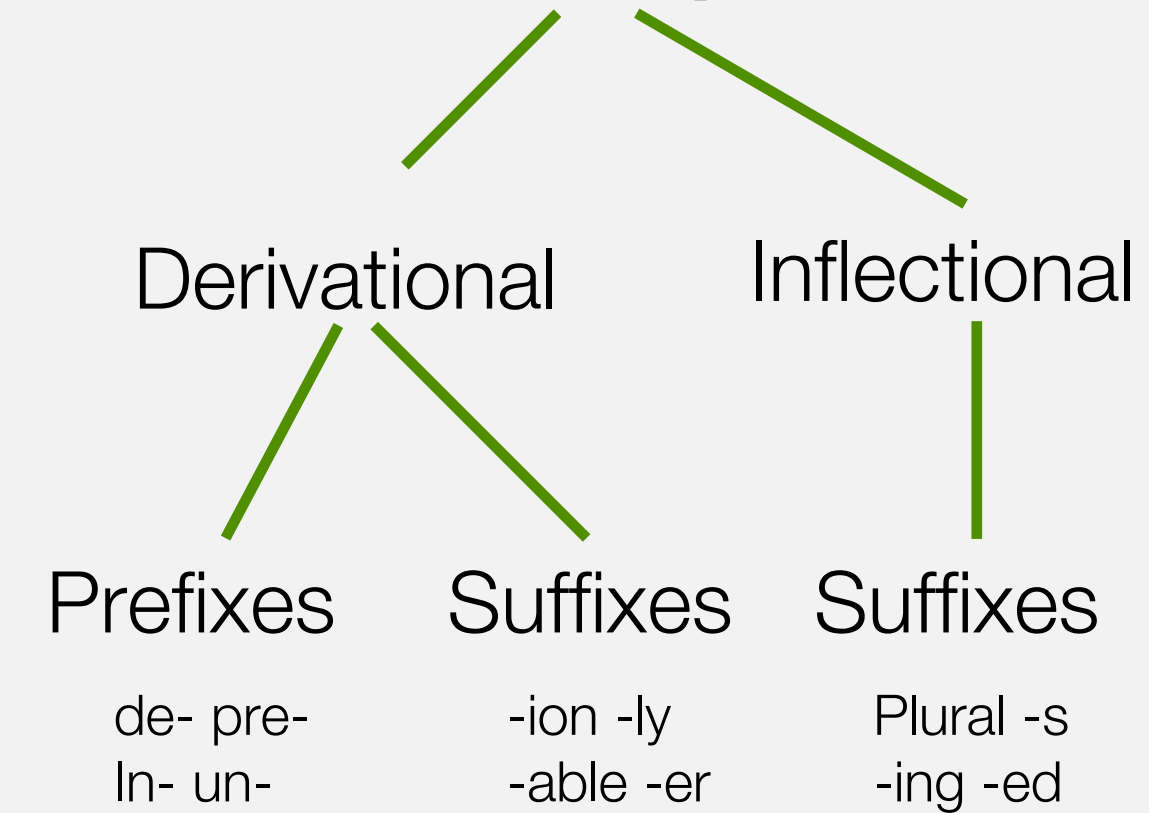 Derivational
Inflectional
Prefixes
Suffixes
Suffixes
de- pre-
In- un-
-ion -ly
-able -er
Plural -s
-ing -ed